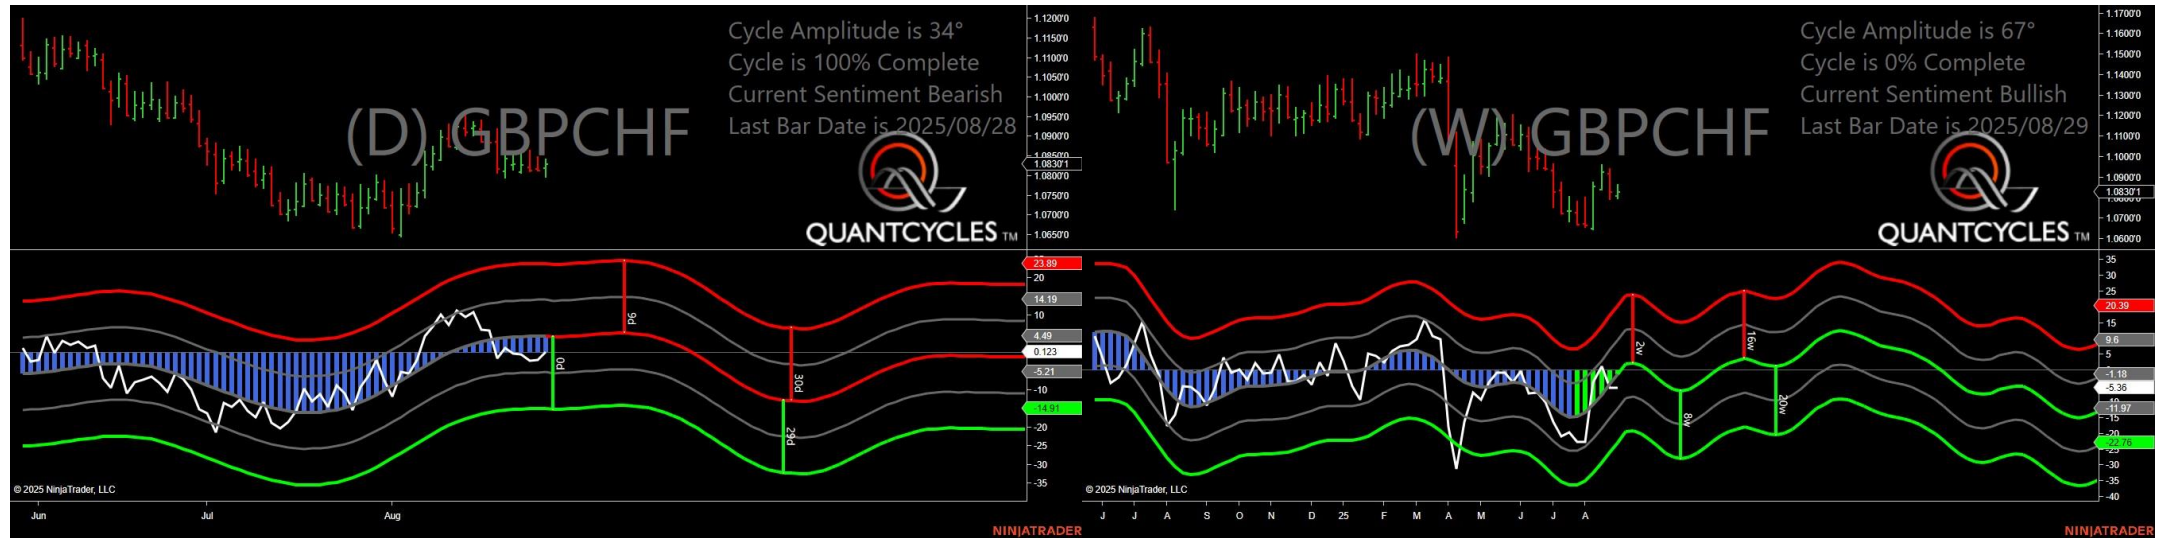 Cycle Amplitude is 34°
Cycle is 100% Complete
Current Sentiment Bearish
Last Bar Date is 2025/08/28
(D) GBPCHF
QUANTCYCLES TM
1.1200'0
1.1150'0
1.1100'0
1.1050'0
1.1000'0
1.0950'0
1.0900'0
1.0850'0
1.0830'1
1.0800'0
1.0750'0
1.0700'0
1.0650'0
23.89
20
14.19
10
4.49
0.123
-5.21
-10
-14.91
-20
-25
-30
-35
9d
0d
30d
29d
© 2025 NinjaTrader, LLC
Jun
Jul
Aug
NINJATRADER
Cycle Amplitude is 67°
Cycle is 0% Complete
Current Sentiment Bullish
Last Bar Date is 2025/08/29
(W) GBPCHF
QUANTCYCLES TM
1.1700'0
1.1600'0
1.1500'0
1.1400'0
1.1300'0
1.1200'0
1.1100'0
1.1000'0
1.0900'0
1.0830'1
1.0700'0
1.0600'0
35
30
25
20.39
15
9.6
5
-1.18
-5.36
-11.97
-15
-20
-22.76
-25
-30
-35
-40
2w
16w
8w
20w
© 2025 NinjaTrader, LLC
J
J
A
S
O
N
D
25
F
M
A
M
J
J
A
NINJATRADER